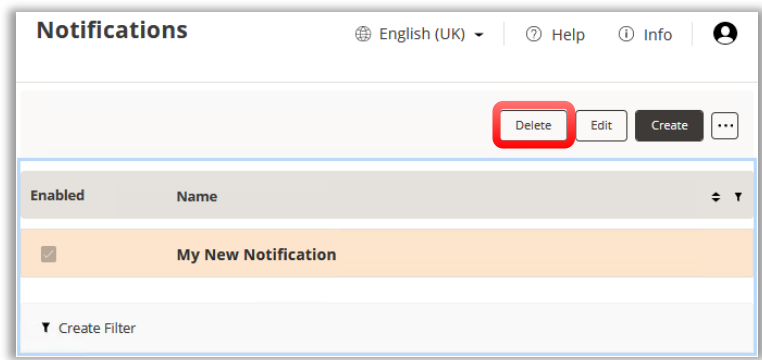 Notifications English (UK) Help Info
Delete Edit Create
Enabled Name
My New Notification
Create Filter